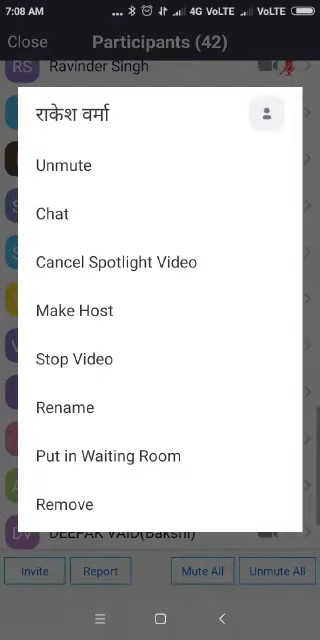 7:08 AM ... 4G VoLTE VoLTE
Close Participants (42)
RS Ravinder Singh
राकेश वर्मा
Unmute
Chat
Cancel Spotlight Video
Make Host
Stop Video
Rename
Put in Waiting Room
Remove
DV DEEPAK VAID(Bakshi)
Invite Report Mute All Unmute All